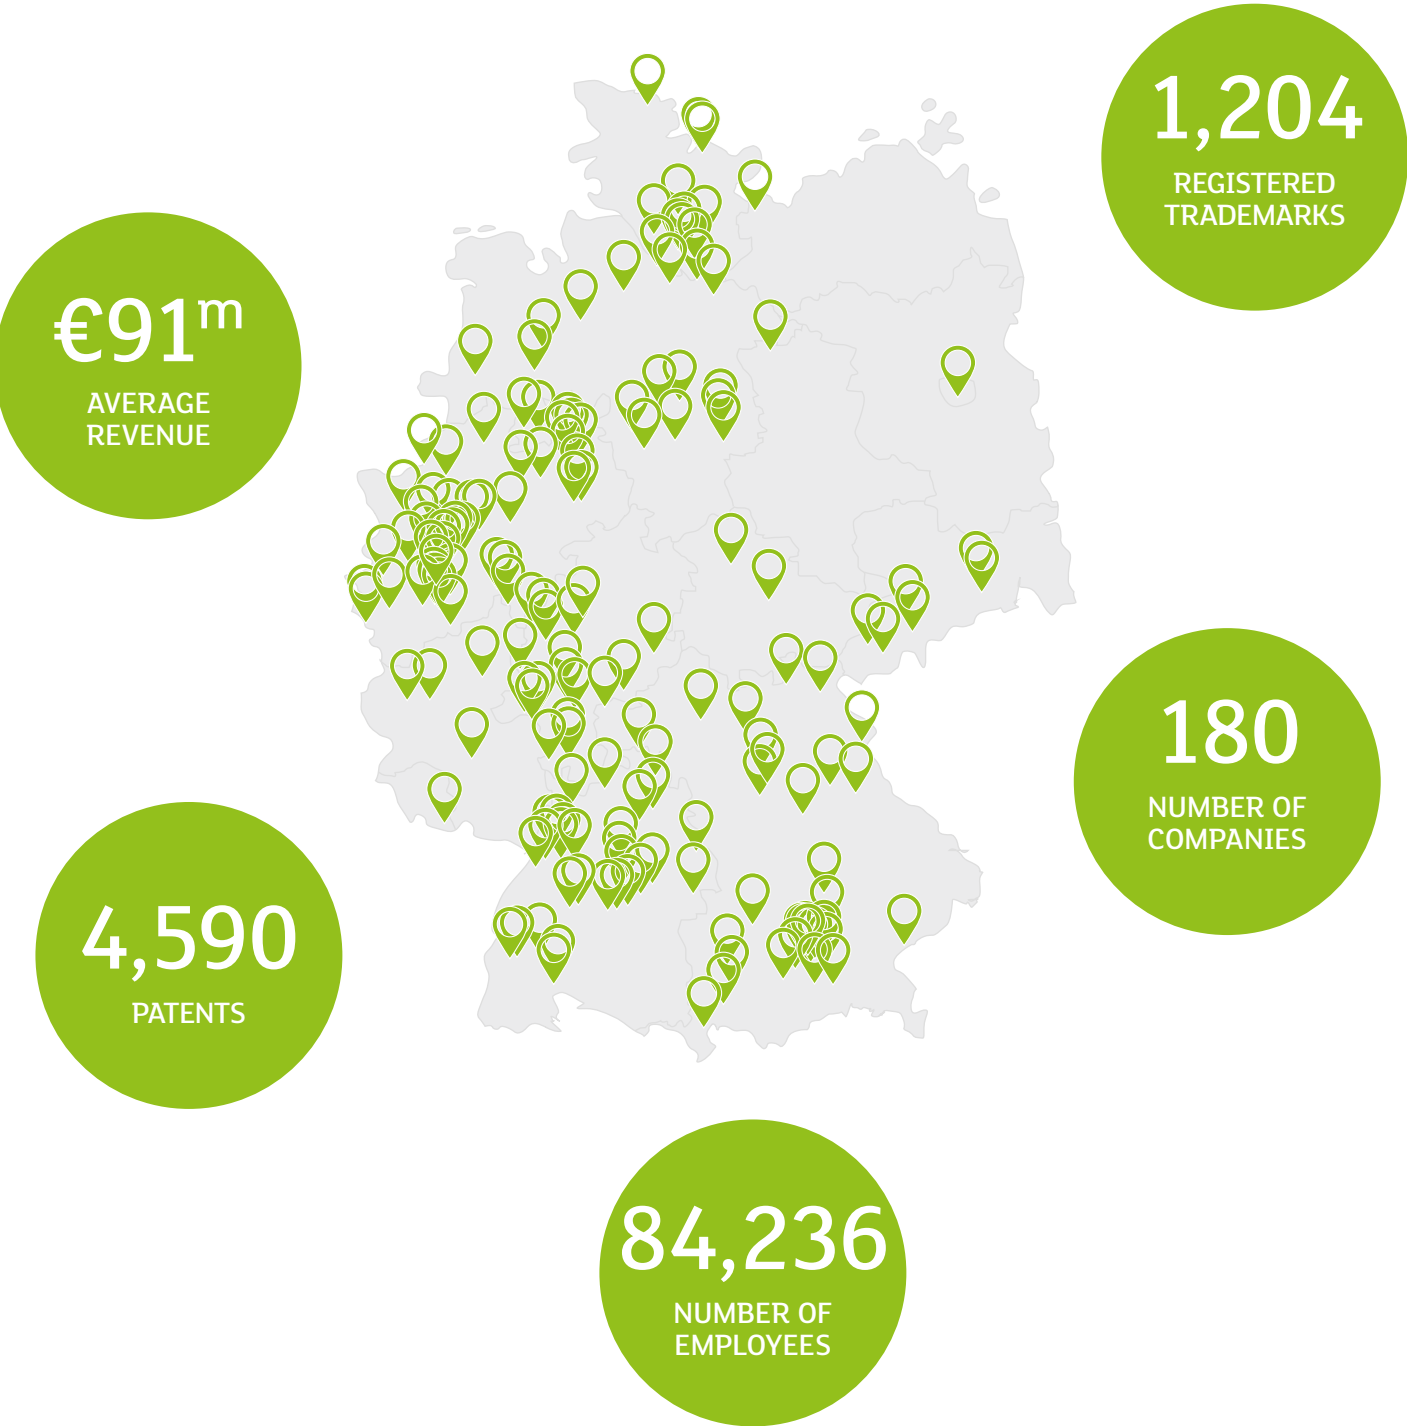 1,204
REGISTERED
TRADEMARKS
€91m
AVERAGE
REVENUE
180
NUMBER OF
COMPANIES
4,590
PATENTS
84,236
NUMBER OF
EMPLOYEES